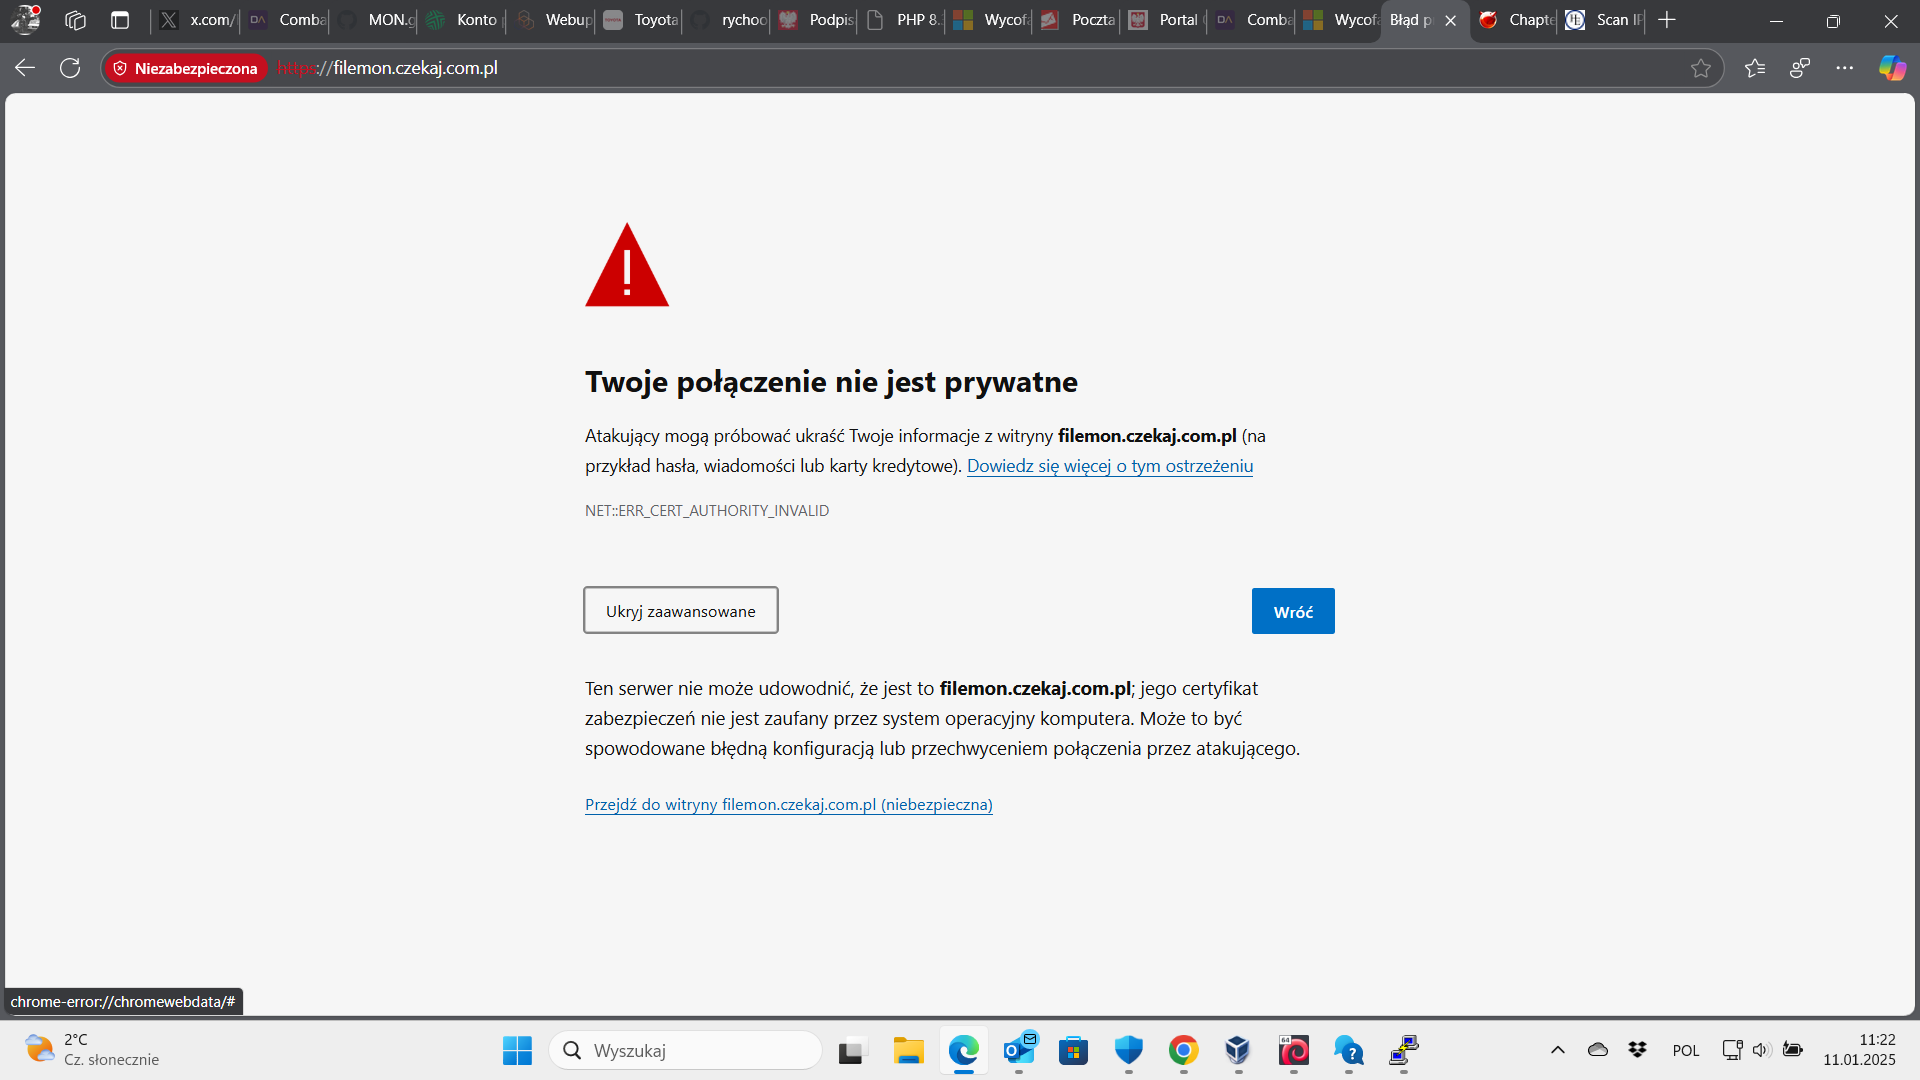 x.com/
Comba
MON.g
Konto
Webup
Toyota
rychoo
Podpis
PHP 8.
Wycofa
Poczta
Portal
Comba
Wycofa
Błąd p
Chapte
Scan IP
Niezabezpieczona
https://filemon.czekaj.com.pl
Twoje połączenie nie jest prywatne
Atakujący mogą próbować ukraść Twoje informacje z witryny filemon.czekaj.com.pl (na
przykład hasła, wiadomości lub karty kredytowe). Dowiedz się więcej o tym ostrzeżeniu
NET::ERR_CERT_AUTHORITY_INVALID
Ukryj zaawansowane
Wróć
Ten serwer nie może udowodnić, że jest to filemon.czekaj.com.pl; jego certyfikat
zabezpieczeń nie jest zaufany przez system operacyjny komputera. Może to być
spowodowane błędną konfiguracją lub przechwyceniem połączenia przez atakującego.
Przejdź do witryny filemon.czekaj.com.pl (niebezpieczna)
chrome-error://chromewebdata/#
2°C
Cz. słonecznie
Wyszukaj
64
POL
11:22
11.01.2025